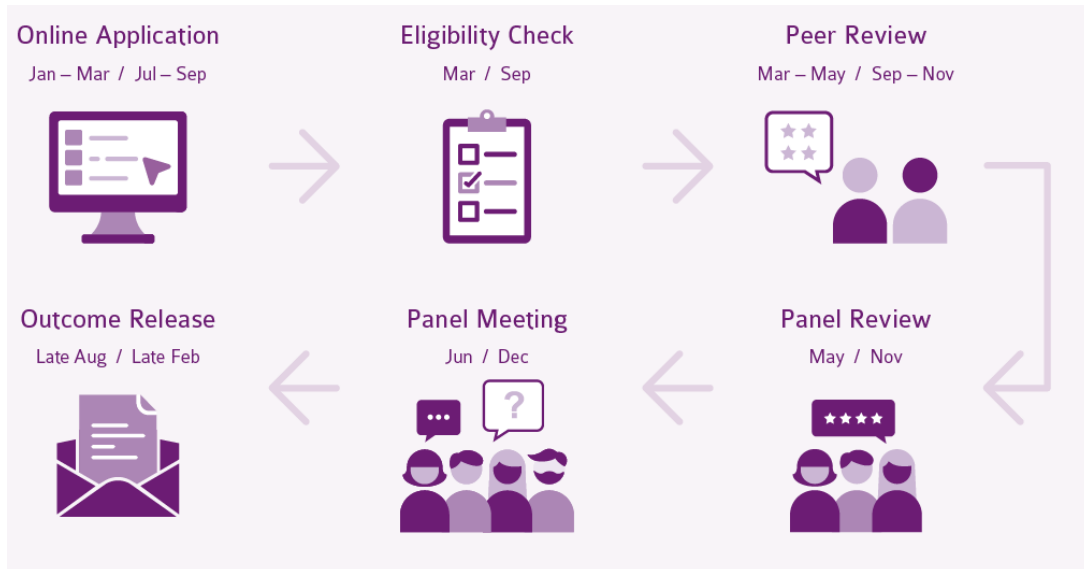 Online Application
Jan – Mar / Jul – Sep
Eligibility Check
Mar / Sep
Peer Review
Mar – May / Sep – Nov
Panel Review
May / Nov
Panel Meeting
Jun / Dec
?
Outcome Release
Late Aug / Late Feb